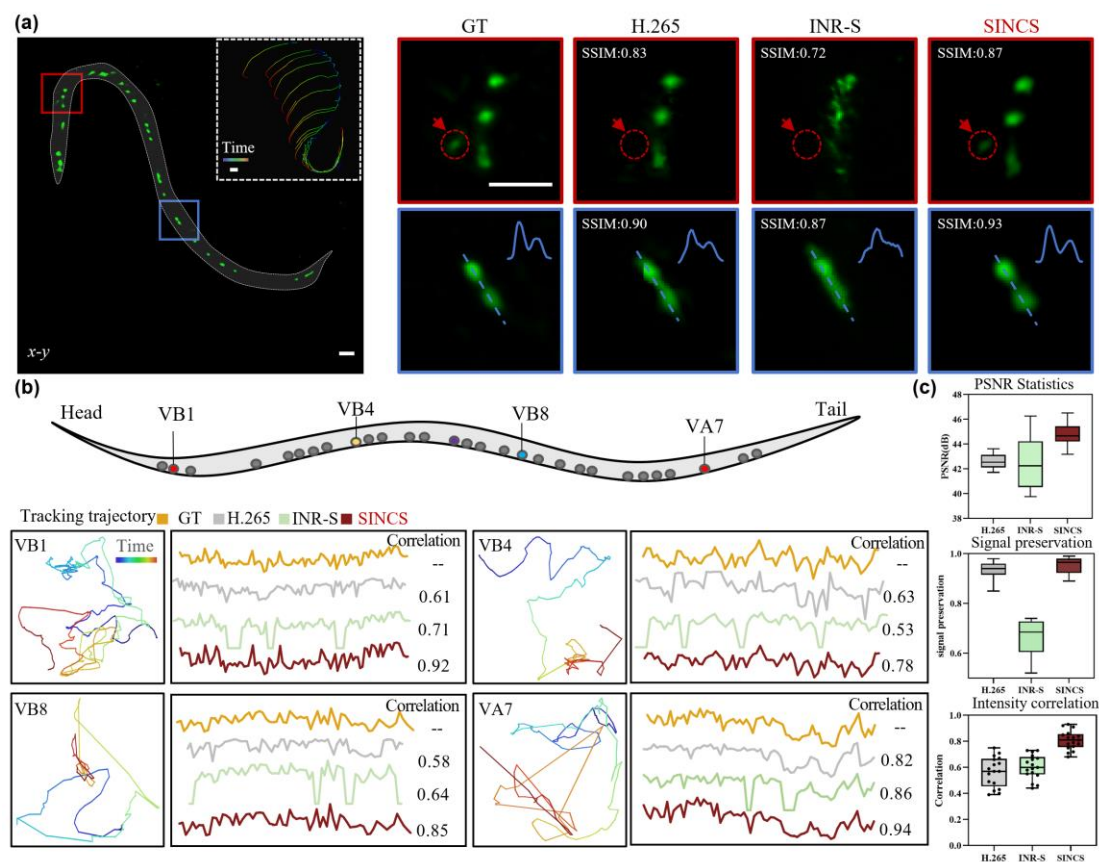 (a)
GT
H.265
INR-S
SINCS
Time
x-y
SSIM:0.83
SSIM:0.72
SSIM:0.87
SSIM:0.90
SSIM:0.87
SSIM:0.93
(b)
Head
VB1
VB4
VB8
VA7
Tail
Tracking trajectory
GT
H.265
INR-S
SINCS
VB1
Time
Correlation
--
0.61
0.71
0.92
VB4
Correlation
--
0.63
0.53
0.78
VB8
Correlation
--
0.58
0.64
0.85
VA7
Correlation
--
0.82
0.86
0.94
(c)
PSNR Statistics
PSNR(dB)
48
46
44
42
40
38
H.265
INR-S
SINCS
Signal preservation
signal preservation
1.0
0.8
0.6
H.265
INR-S
SINCS
Intensity correlation
Correlation
1.0
0.8
0.6
0.4
0.2
0.0
H.265
INR-S
SINCS